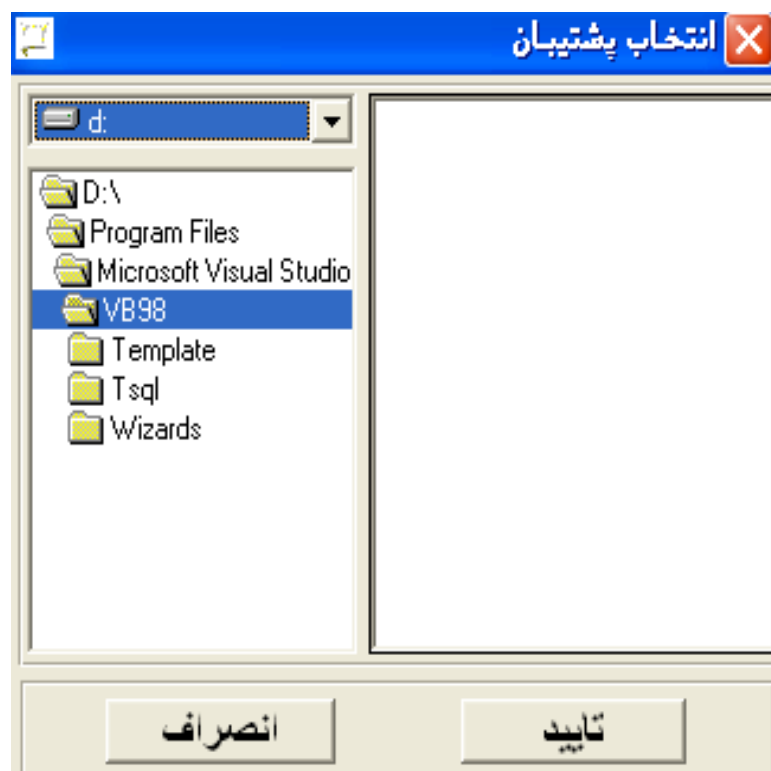 انتخاب پشتیبان
d:
D:\
Program Files
Microsoft Visual Studio
VB98
Template
Tsql
Wizards
تایید
انصراف